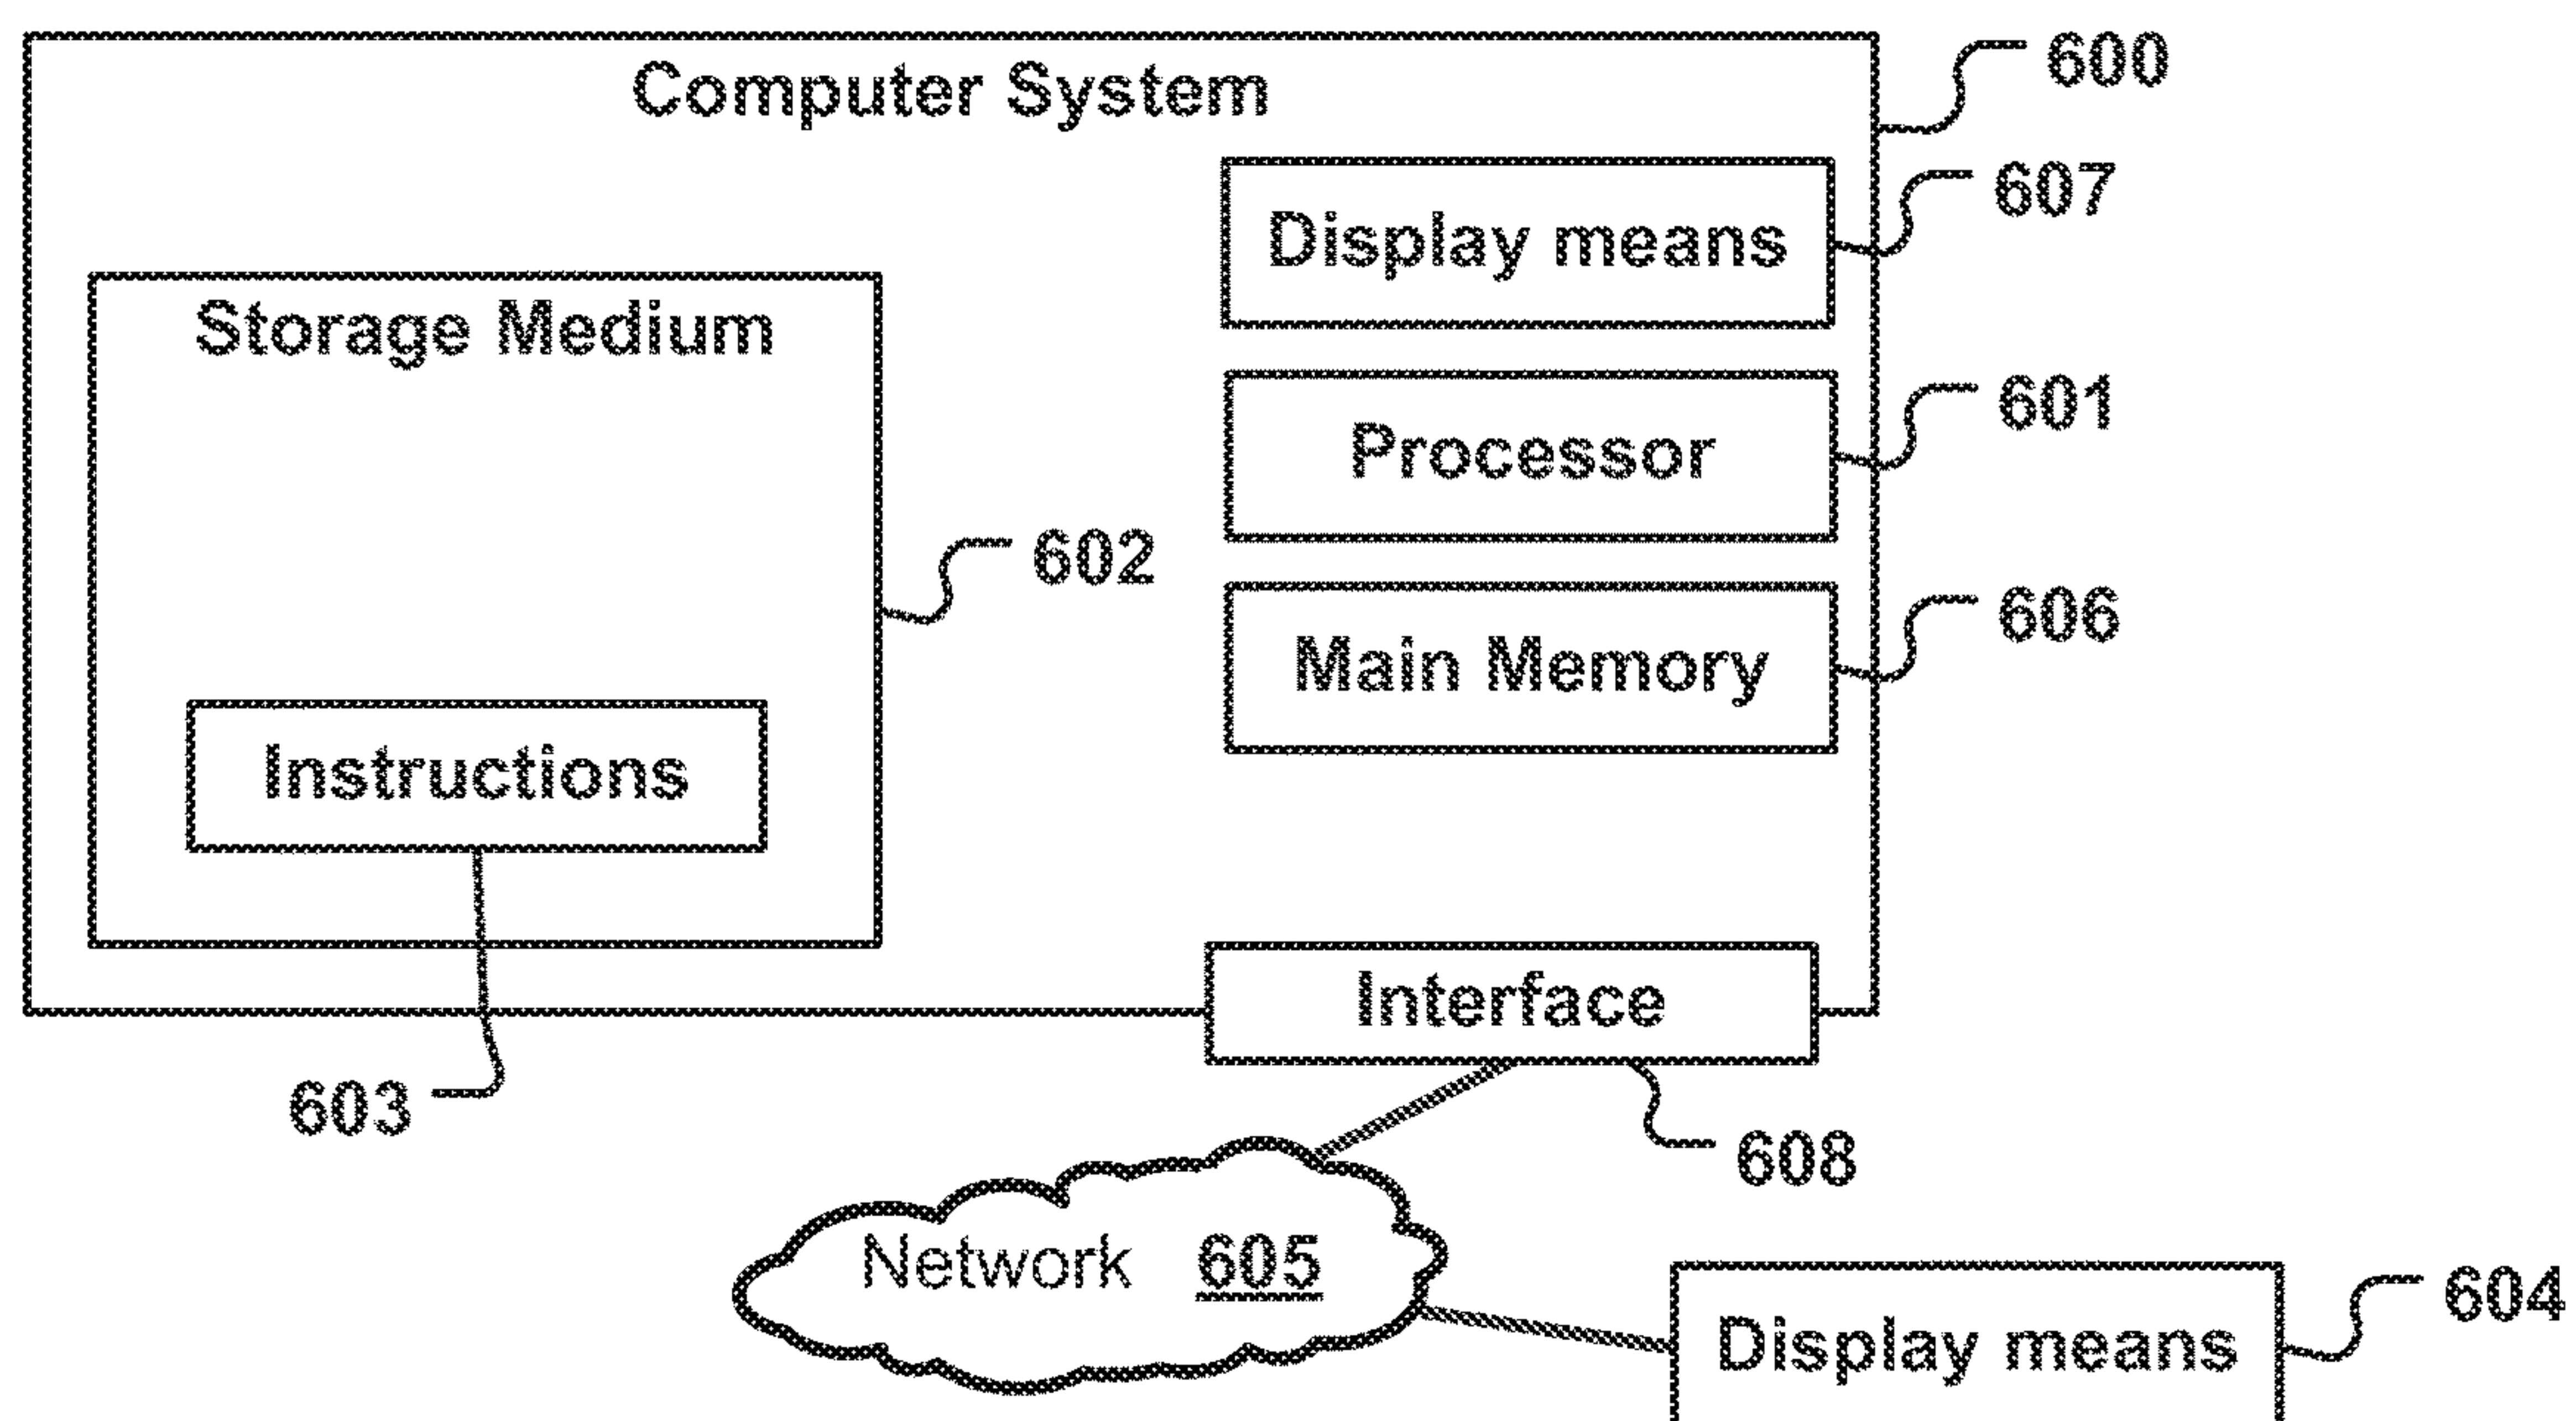 Computer System
600
Display means
607
Storage Medium
Processor
601
602
Main Memory
606
Instructions
Interface
603
608
Network 605
Display means
604